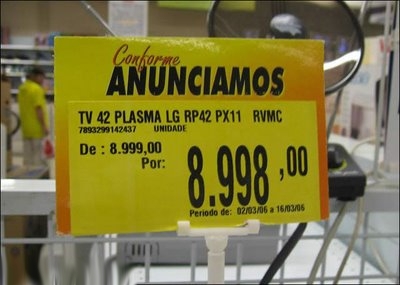 Conforme
ANUNCIAMOS
TV 42 PLASMA LG RP42 PX11 RVMC
7893299142437 UNIDADE
De : 8.999,00
Por:
8.998,00
Periodo de: 02/03/06 a 16/03/06